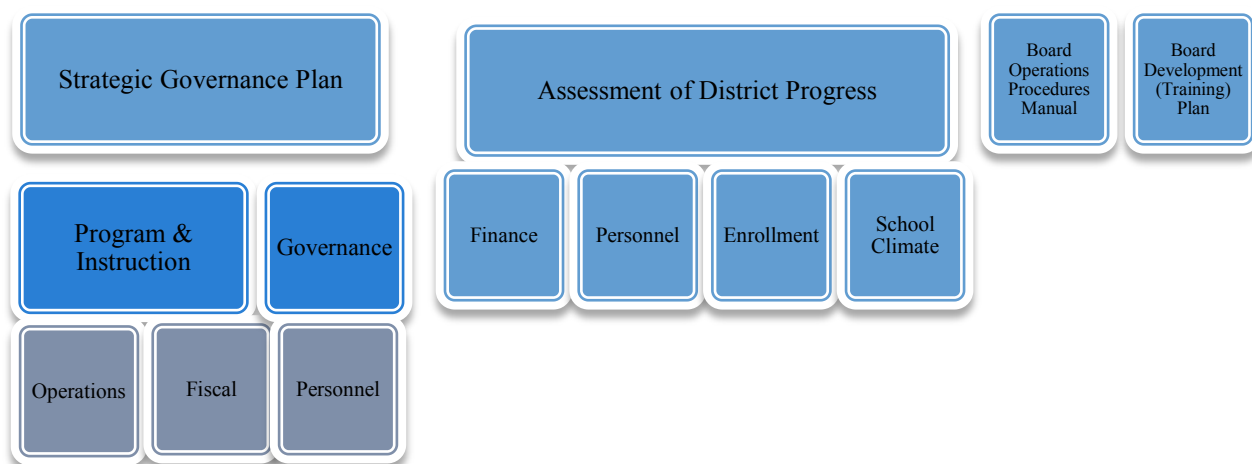 Strategic Governance Plan
Assessment of District Progress
Board
Operations
Procedures
Manual
Board
Development
(Training)
Plan
Program &
Instruction
Governance
Finance
Personnel
Enrollment
School
Climate
Operations
Fiscal
Personnel